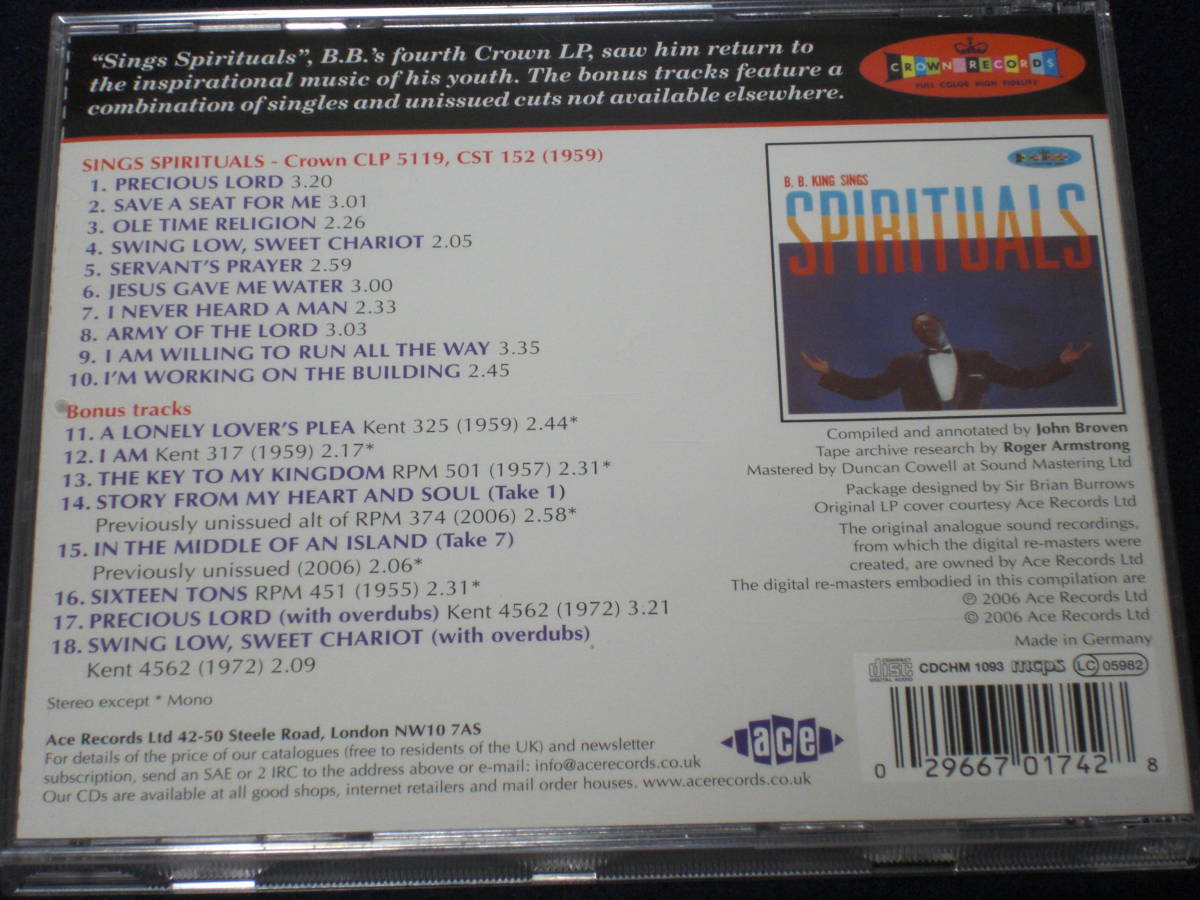 "Sings Spirituals", B.B.'s fourth Crown LP, saw him return to
the inspirational music of his youth. The bonus tracks feature a
combination of singles and unissued cuts not available elsewhere.
CROWN RECORDS
FULL COLOR HIGH FIDELITY
SINGS SPIRITUALS - Crown CLP 5119, CST 152 (1959)
1. PRECIOUS LORD 3.20
2. SAVE A SEAT FOR ME 3.01
3. OLE TIME RELIGION 2.26
4. SWING LOW, SWEET CHARIOT 2.05
5. SERVANT'S PRAYER 2.59
6. JESUS GAVE ME WATER 3.00
7. I NEVER HEARD A MAN 2.33
8. ARMY OF THE LORD 3.03
9. I AM WILLING TO RUN ALL THE WAY 3.35
10. I'M WORKING ON THE BUILDING 2.45
Bonus tracks
11. A LONELY LOVER'S PLEA Kent 325 (1959) 2.44*
12. I AM Kent 317 (1959) 2.17*
13. THE KEY TO MY KINGDOM RPM 501 (1957) 2.31*
14. STORY FROM MY HEART AND SOUL (Take 1)
Previously unissued alt of RPM 374 (2006) 2.58*
15. IN THE MIDDLE OF AN ISLAND (Take 7)
Previously unissued (2006) 2.06*
16. SIXTEEN TONS RPM 451 (1955) 2.31*
17. PRECIOUS LORD (with overdubs) Kent 4562 (1972) 3.21
18. SWING LOW, SWEET CHARIOT (with overdubs)
Kent 4562 (1972) 2.09
Stereo except * Mono
Ace Records Ltd 42-50 Steele Road, London NW10 7AS
For details of the price of our catalogues (free to residents of the UK) and newsletter
subscription, send an SAE or 2 IRC to the address above or e-mail: info@acerecords.co.uk
Our CDs are available at all good shops, internet retailers and mail order houses. www.acerecords.co.uk
B. B. KING SINGS
SPIRITUALS
Compiled and annotated by John Broven
Tape archive research by Roger Armstrong
Mastered by Duncan Cowell at Sound Mastering Ltd
Package designed by Sir Brian Burrows
Original LP cover courtesy Ace Records Ltd
The original analogue sound recordings,
from which the digital re-masters were
created, are owned by Ace Records Ltd
The digital re-masters embodied in this compilation are
℗ 2006 Ace Records Ltd
© 2006 Ace Records Ltd
Made in Germany
COMPACT disc DIGITAL AUDIO CDCHM 1093 mcps LC 05982
ace
0 29667 01742 8